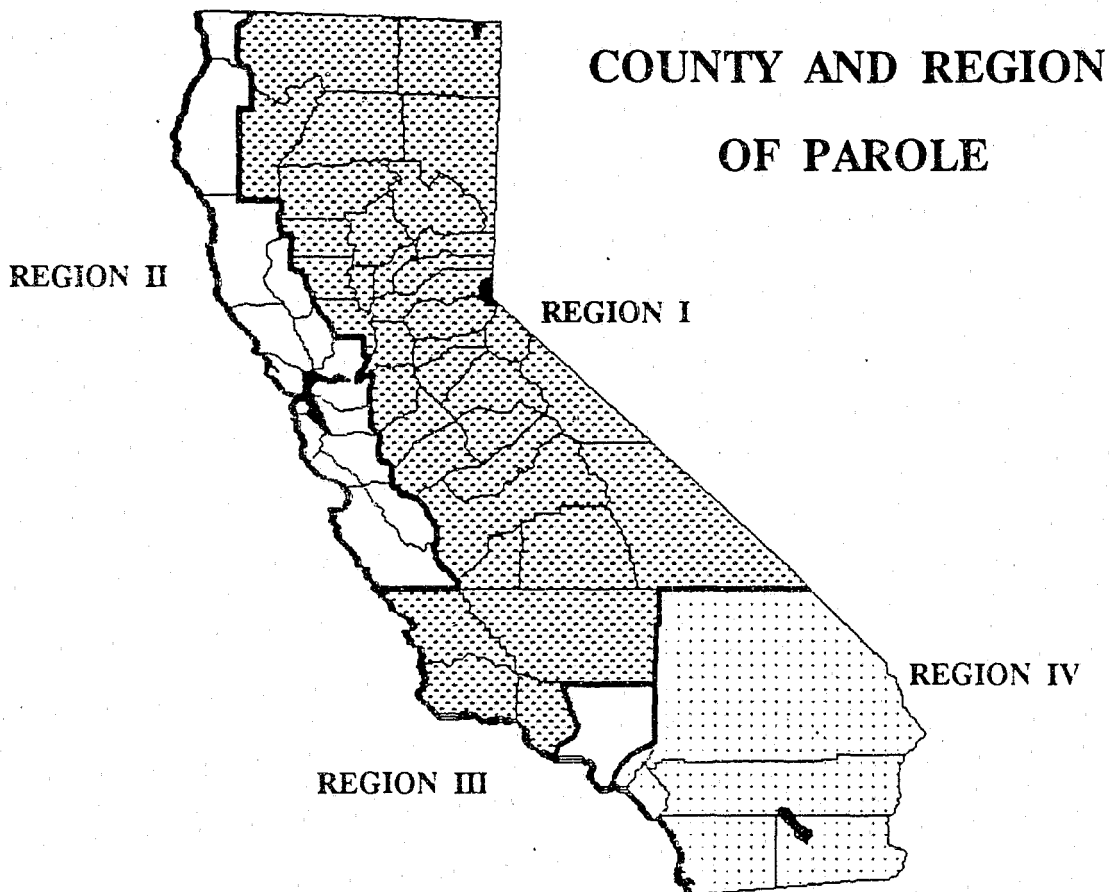 COUNTY AND REGION
OF PAROLE
REGION II
REGION I
REGION IV
REGION III